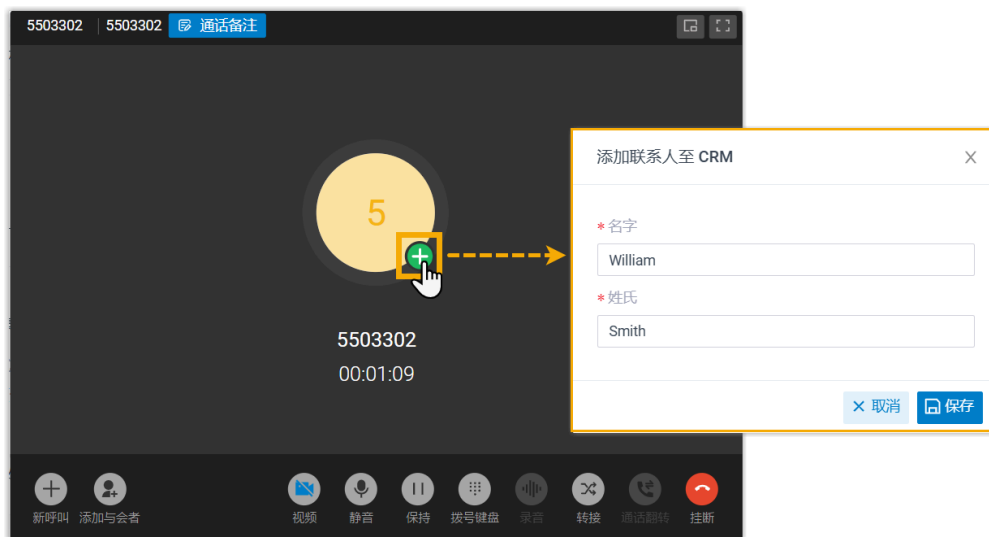 5503302 5503302 通话备注
5
5503302
00:01:09
添加联系人至 CRM
* 名字
William
* 姓氏
Smith
取消 保存
新呼叫 添加与会者 视频 静音 保持 拨号键盘 录音 转接 通话翻转 挂断